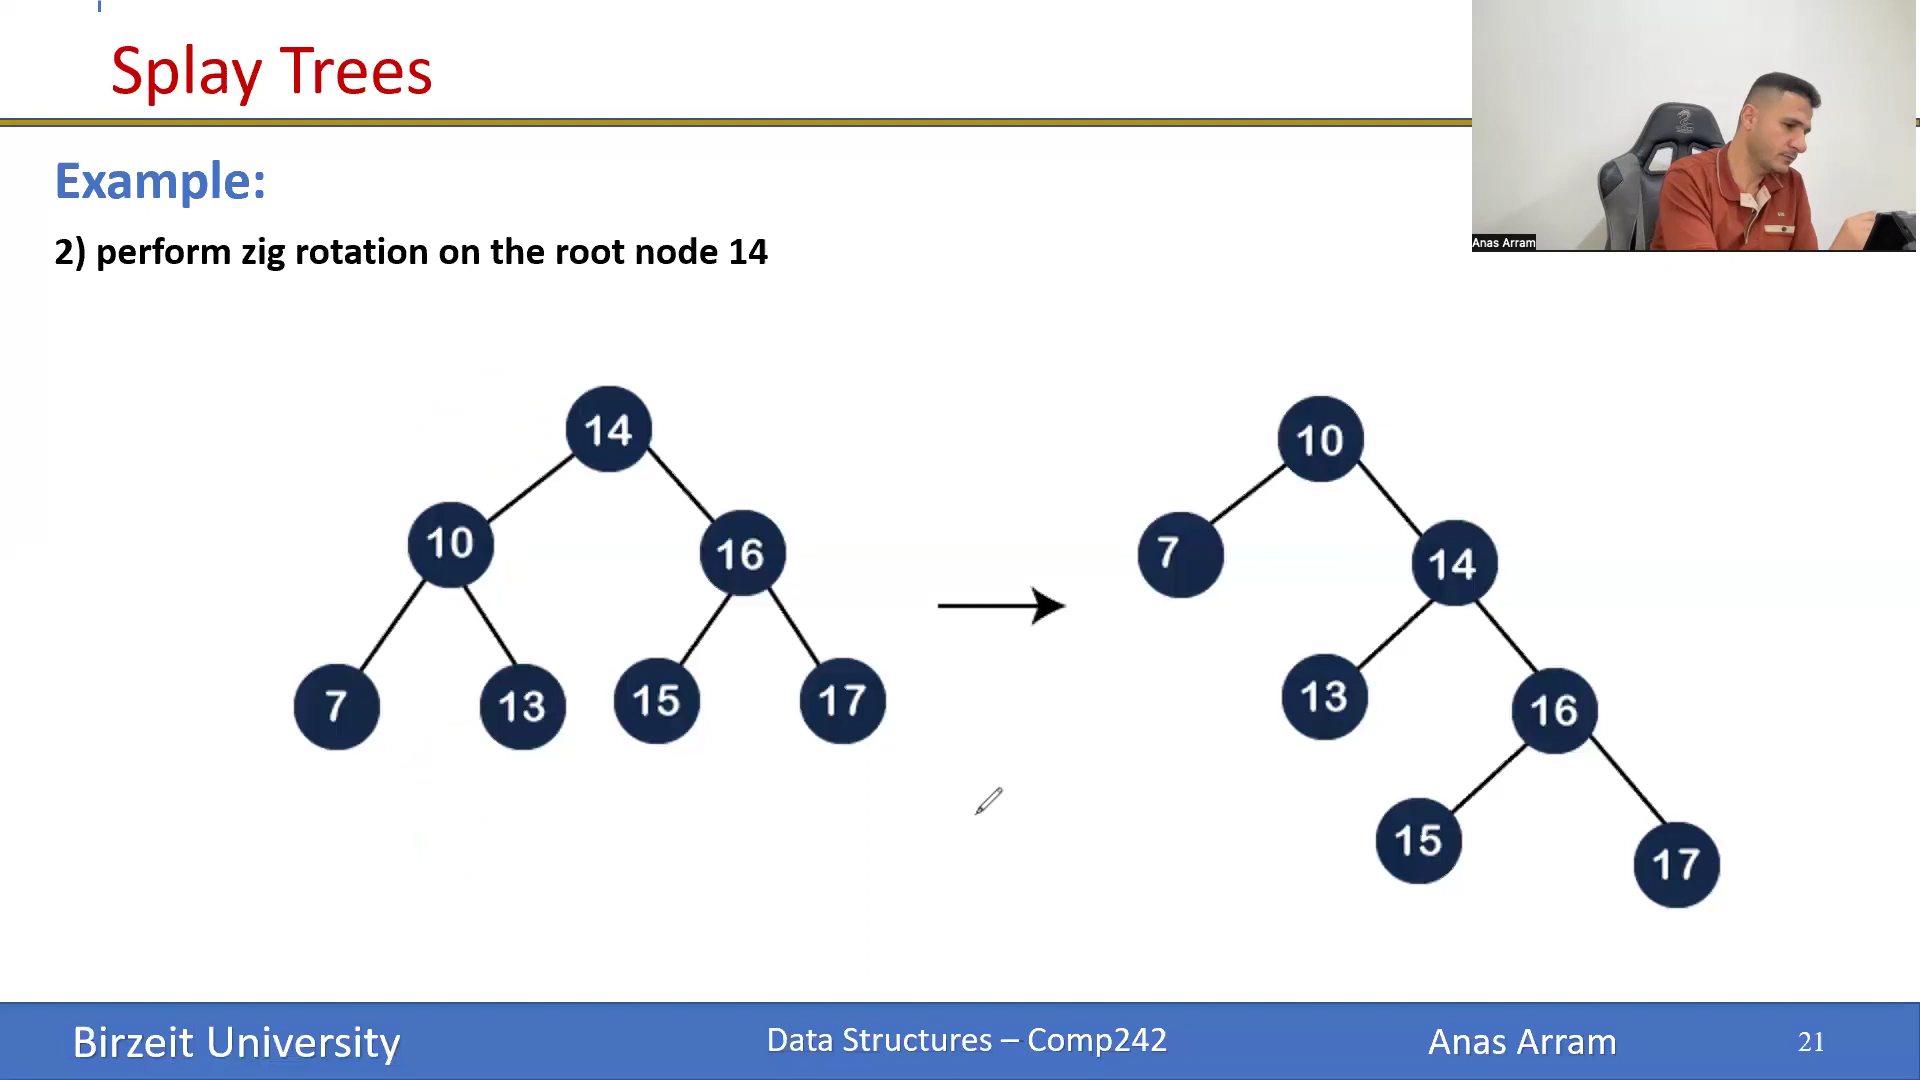 Splay Trees
Example:
2) perform zig rotation on the root node 14
Anas Arram
14
10
16
7
13
15
17
10
7
14
13
16
15
17
Birzeit University
Data Structures – Comp242
Anas Arram
21